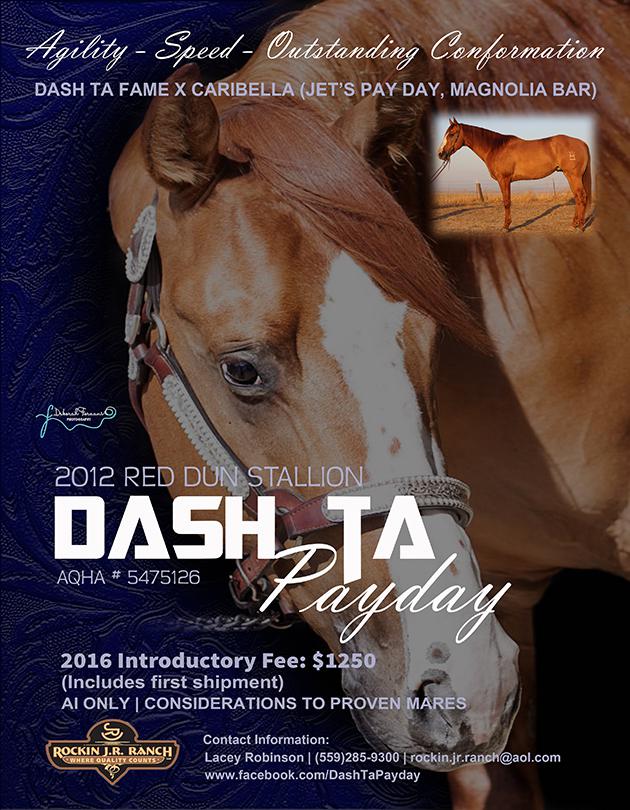 Agility - Speed - Outstanding Conformation
DASH TA FAME X CARIBELLA (JET'S PAY DAY, MAGNOLIA BAR)
PHOTOGRAPHY
2012 RED DUN STALLION
DASH TA
Payday
AQHA # 5475126
2016 Introductory Fee: $1250
(Includes first shipment)
AI ONLY | CONSIDERATIONS TO PROVEN MARES
ROCKIN J.R. RANCH
WHERE QUALITY COUNTS
Contact Information:
Lacey Robinson | (559)285-9300 | rockin.jr.ranch@aol.com
www.facebook.com/DashTaPayday